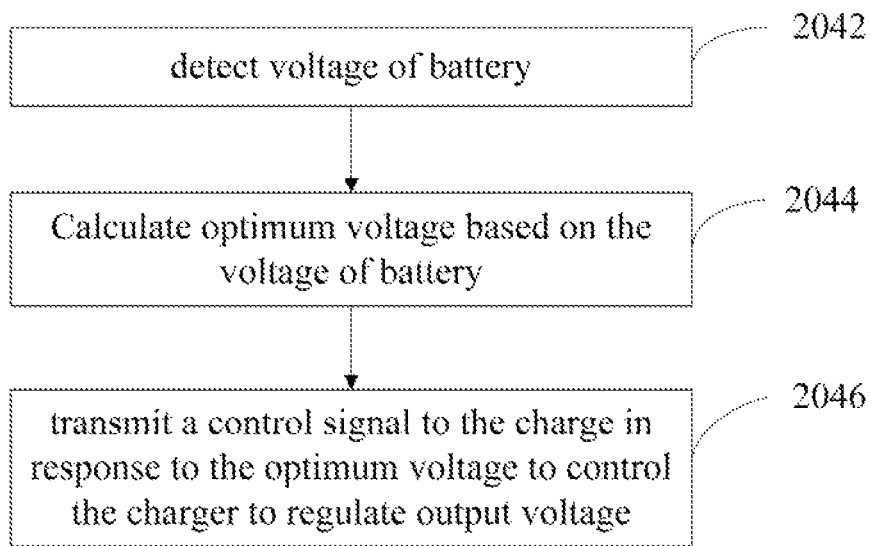 2042
detect voltage of battery
2044
Calculate optimum voltage based on the
voltage of battery
2046
transmit a control signal to the charge in
response to the optimum voltage to control
the charger to regulate output voltage